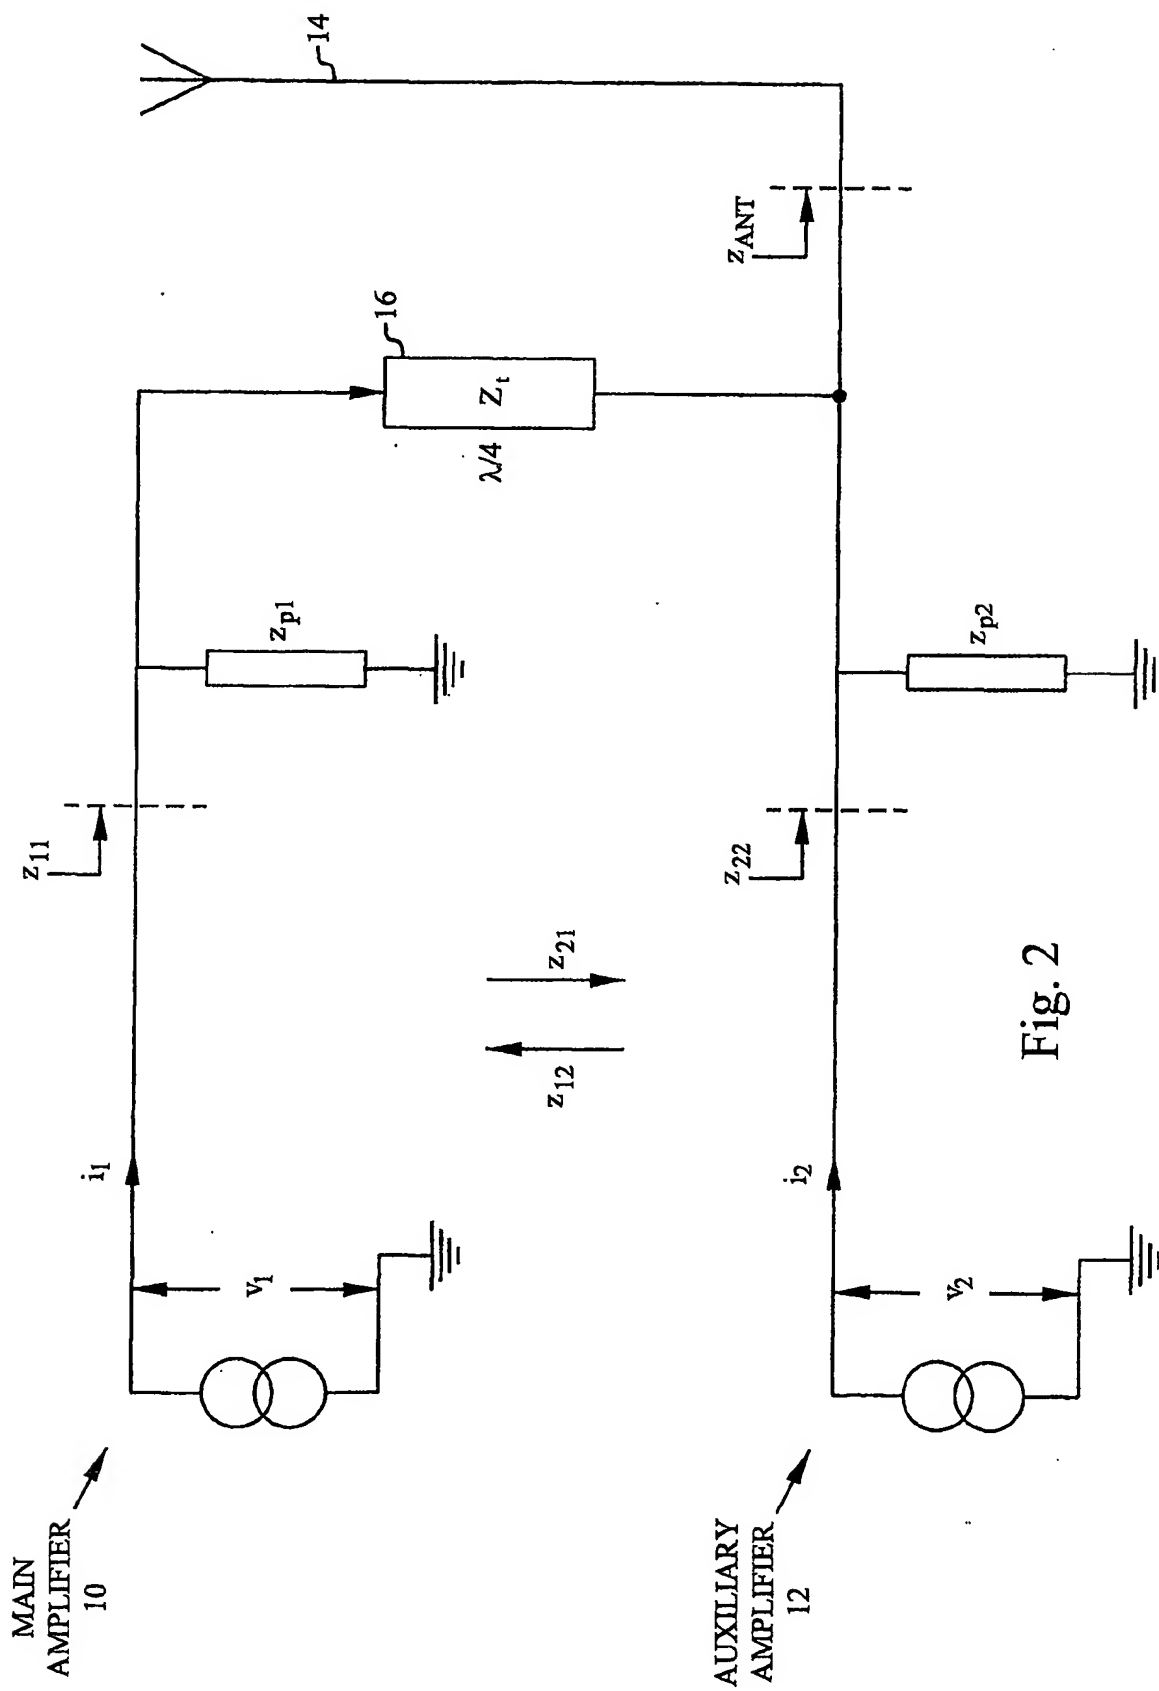 MAIN
AMPLIFIER
10
v1
i1
z11
zp1
Zt
λ/4
16
14
z12
z21
AUXILIARY
AMPLIFIER
12
v2
i2
z22
zp2
zANT
Fig. 2